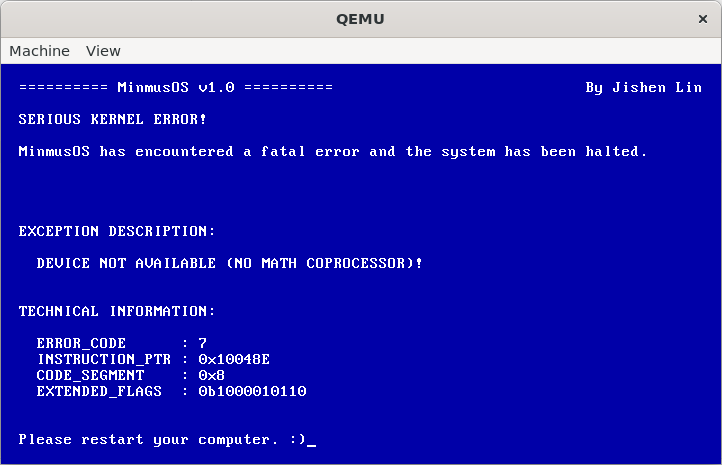 QEMU
Machine View
========== MinmusOS v1.0 ========== By Jishen Lin
SERIOUS KERNEL ERROR!
MinmusOS has encountered a fatal error and the system has been halted.
EXCEPTION DESCRIPTION:
DEVICE NOT AVAILABLE (NO MATH COPROCESSOR)!
TECHNICAL INFORMATION:
ERROR_CODE : 7
INSTRUCTION_PTR : 0x10048E
CODE_SEGMENT : 0x8
EXTENDED_FLAGS : 0b1000010110
Please restart your computer. :)_